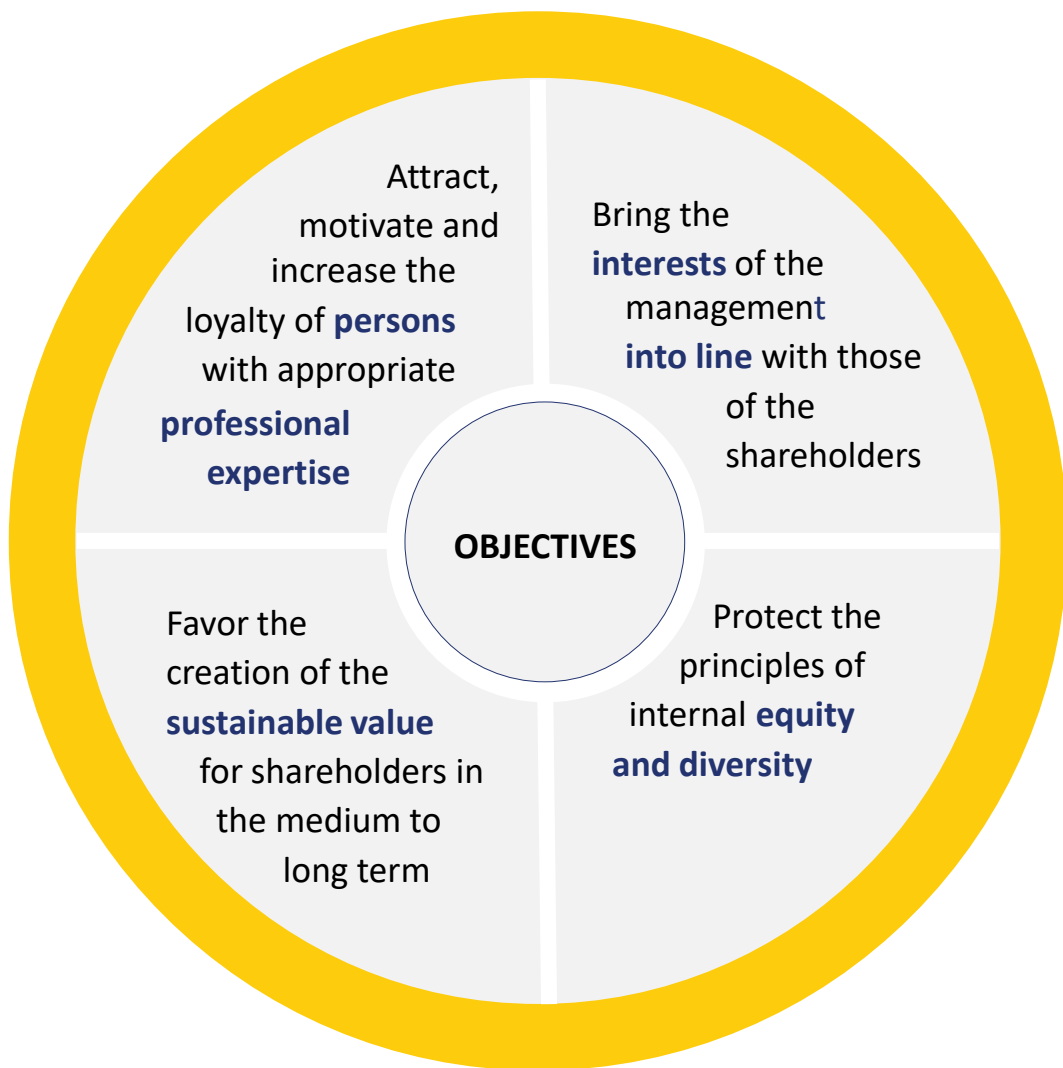 Attract,
motivate and
increase the
loyalty of persons
with appropriate
professional
expertise
Bring the
interests of the
management
into line with those
of the
shareholders
OBJECTIVES
Favor the
creation of the
sustainable value
for shareholders in
the medium to
long term
Protect the
principles of
internal equity
and diversity